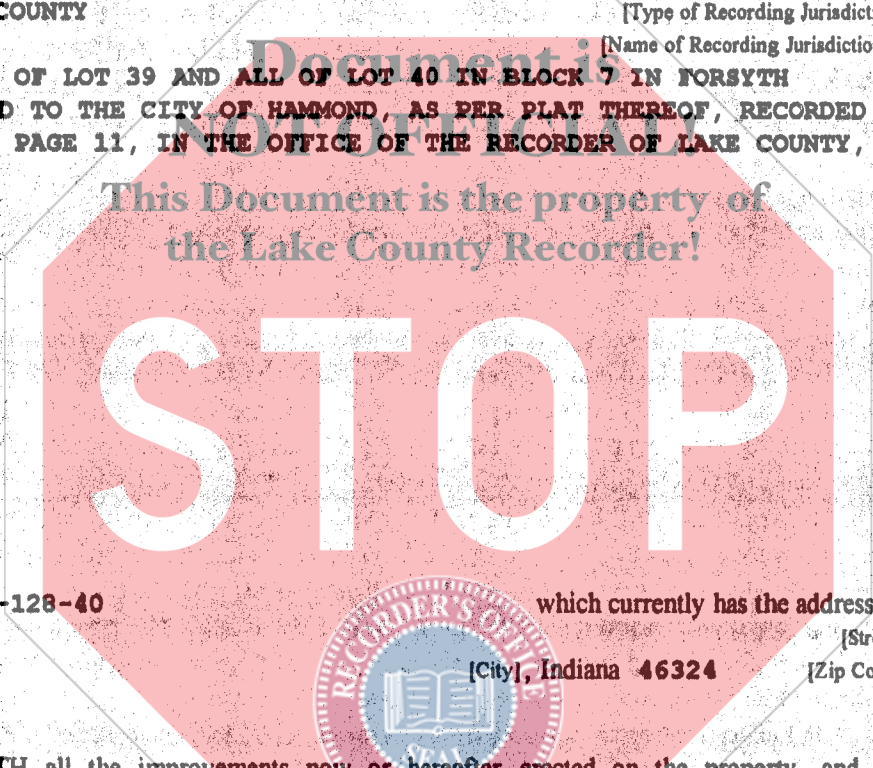 COUNTY [Type of Recording Jurisdict
[Name of Recording Jurisdictio
Document is
OF LOT 39 AND ALL OF LOT 40 IN BLOCK 7 IN FORSYTH
D TO THE CITY OF HAMMOND, AS PER PLAT THEREOF, RECORDED
NOT OFFICIAL!
PAGE 11, IN THE OFFICE OF THE RECORDER OF LAKE COUNTY,
This Document is the property of
the Lake County Recorder!
STOP
-128-40 which currently has the address
[Str
RECORDER'S OFFICE
[City], Indiana 46324 [Zip Co
SEAL
TH all the improvements now or hereafter erected on the property, and